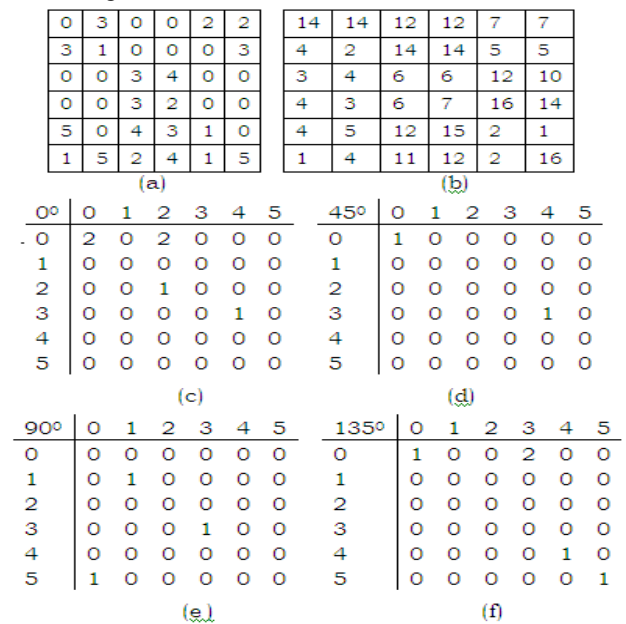 0 3 0 0 2 2 14 14 12 12 7 7
3 1 0 0 0 3 4 2 14 14 5 5
0 0 3 4 0 0 3 4 6 6 12 10
0 0 3 2 0 0 4 3 6 7 16 14
5 0 4 3 1 0 4 5 12 15 2 1
1 5 2 4 1 5 1 4 11 12 2 16
(a) (b)
0º 0 1 2 3 4 5 45º 0 1 2 3 4 5
. 0 2 0 2 0 0 0 0 1 0 0 0 0 0
1 0 0 0 0 0 0 1 0 0 0 0 0 0
2 0 0 1 0 0 0 2 0 0 0 0 0 0
3 0 0 0 0 1 0 3 0 0 0 0 1 0
4 0 0 0 0 0 0 4 0 0 0 0 0 0
5 0 0 0 0 0 0 5 0 0 0 0 0 0
(c) (d)
90º 0 1 2 3 4 5 135º 0 1 2 3 4 5
0 0 0 0 0 0 0 0 1 0 0 2 0 0
1 0 1 0 0 0 0 1 0 0 0 0 0 0
2 0 0 0 0 0 0 2 0 0 0 0 0 0
3 0 0 0 1 0 0 3 0 0 0 0 0 0
4 0 0 0 0 0 0 4 0 0 0 0 1 0
5 1 0 0 0 0 0 5 0 0 0 0 0 1
(e) (f)